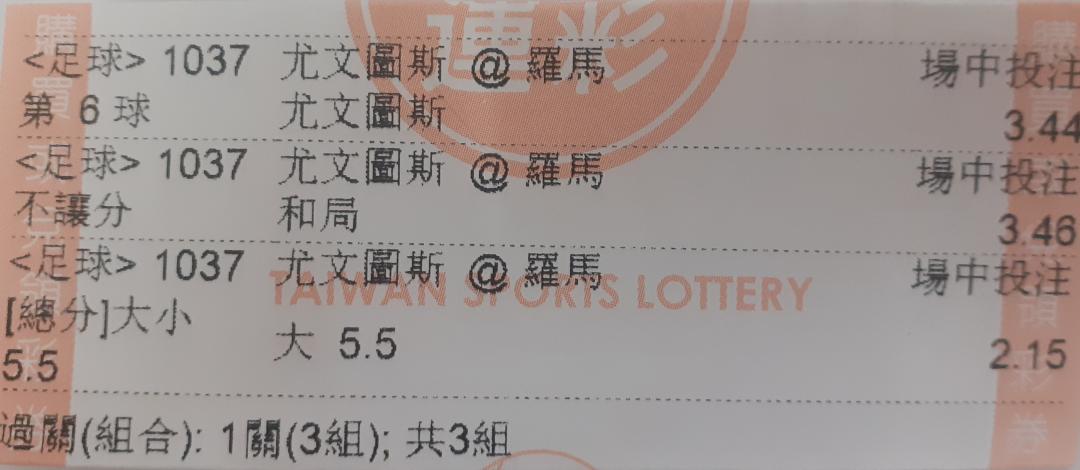 運彩
<足球> 1037 尤文圖斯 @ 羅馬 場中投注
第 6 球 尤文圖斯 3.44
<足球> 1037 尤文圖斯 @ 羅馬 場中投注
不讓分 和局 3.46
<足球> 1037 尤文圖斯 @ 羅馬 場中投注
TAIWAN SPORTS LOTTERY
[總分]大小
5.5 大 5.5 2.15
過關(組合): 1關(3組); 共3組